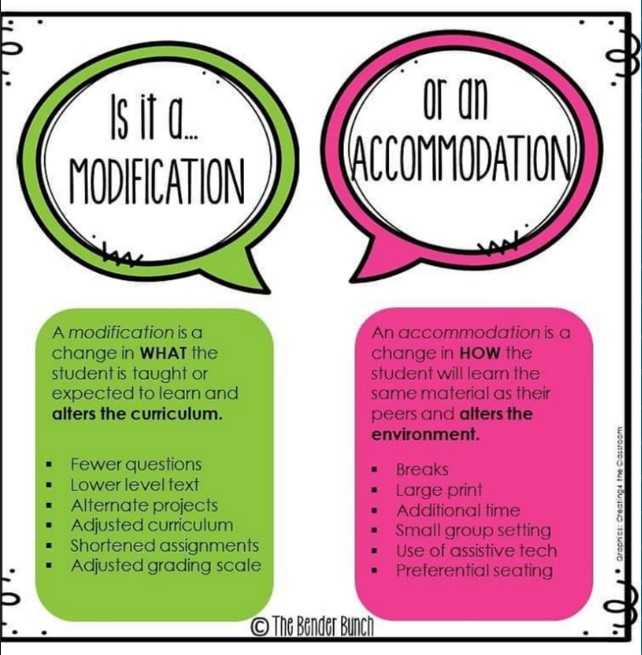 Is it a...
MODIFICATION
or an
ACCOMMODATION
A modification is a
change in WHAT the
student is taught or
expected to learn and
alters the curriculum.
▪ Fewer questions
▪ Lower level text
▪ Alternate projects
▪ Adjusted curriculum
▪ Shortened assignments
▪ Adjusted grading scale
An accommodation is a
change in HOW the
student will learn the
same material as their
peers and alters the
environment.
▪ Breaks
▪ Large print
▪ Additional time
▪ Small group setting
▪ Use of assistive tech
▪ Preferential seating
Graphics: Creating4 the Classroom
© The Bender Bunch